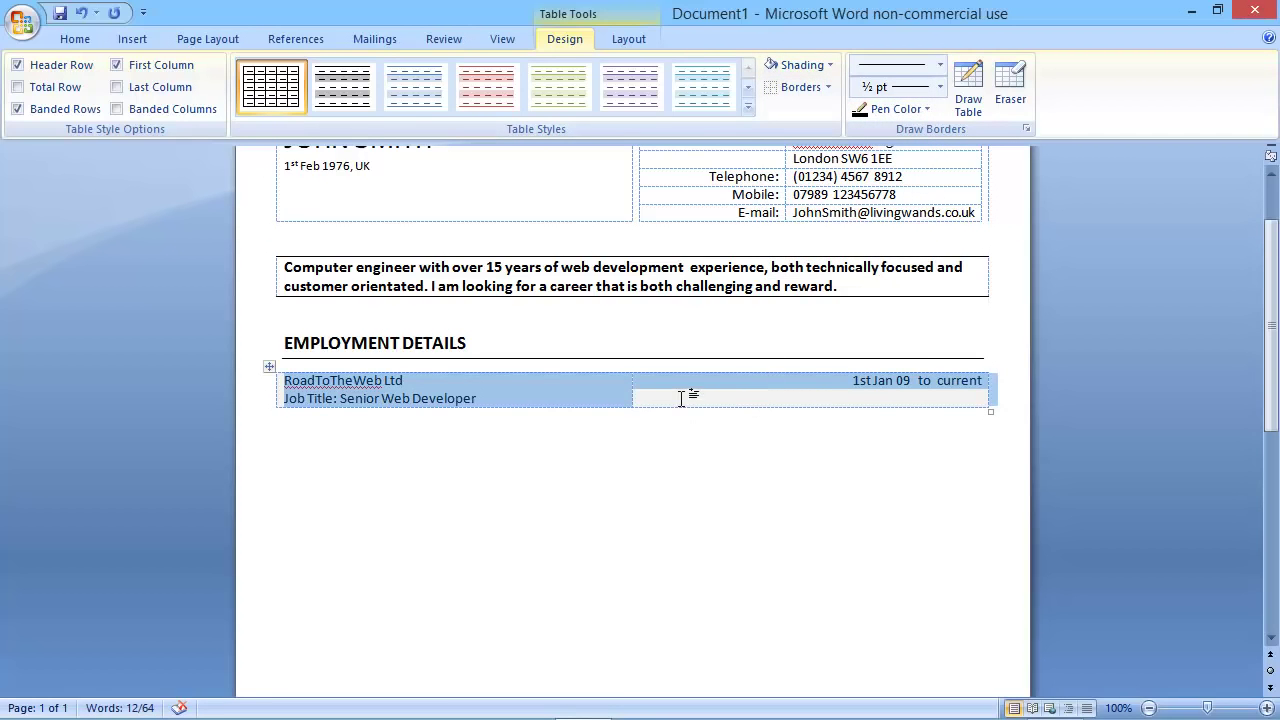 Table Tools
Document1 - Microsoft Word non-commercial use
Home Insert Page Layout References Mailings Review View Design Layout
Header Row First Column
Total Row Last Column
Banded Rows Banded Columns
Table Style Options
Table Styles
Shading
Borders
½ pt
Pen Color
Draw Table
Eraser
Draw Borders
JOHN SMITH
1st Feb 1976, UK
London SW6 1EE
Telephone: (01234) 4567 8912
Mobile: 07989 123456778
E-mail: JohnSmith@livingwands.co.uk
Computer engineer with over 15 years of web development experience, both technically focused and
customer orientated. I am looking for a career that is both challenging and reward.
EMPLOYMENT DETAILS
RoadToTheWeb Ltd 1st Jan 09 to current
Job Title: Senior Web Developer
Page: 1 of 1 Words: 12/64 100%